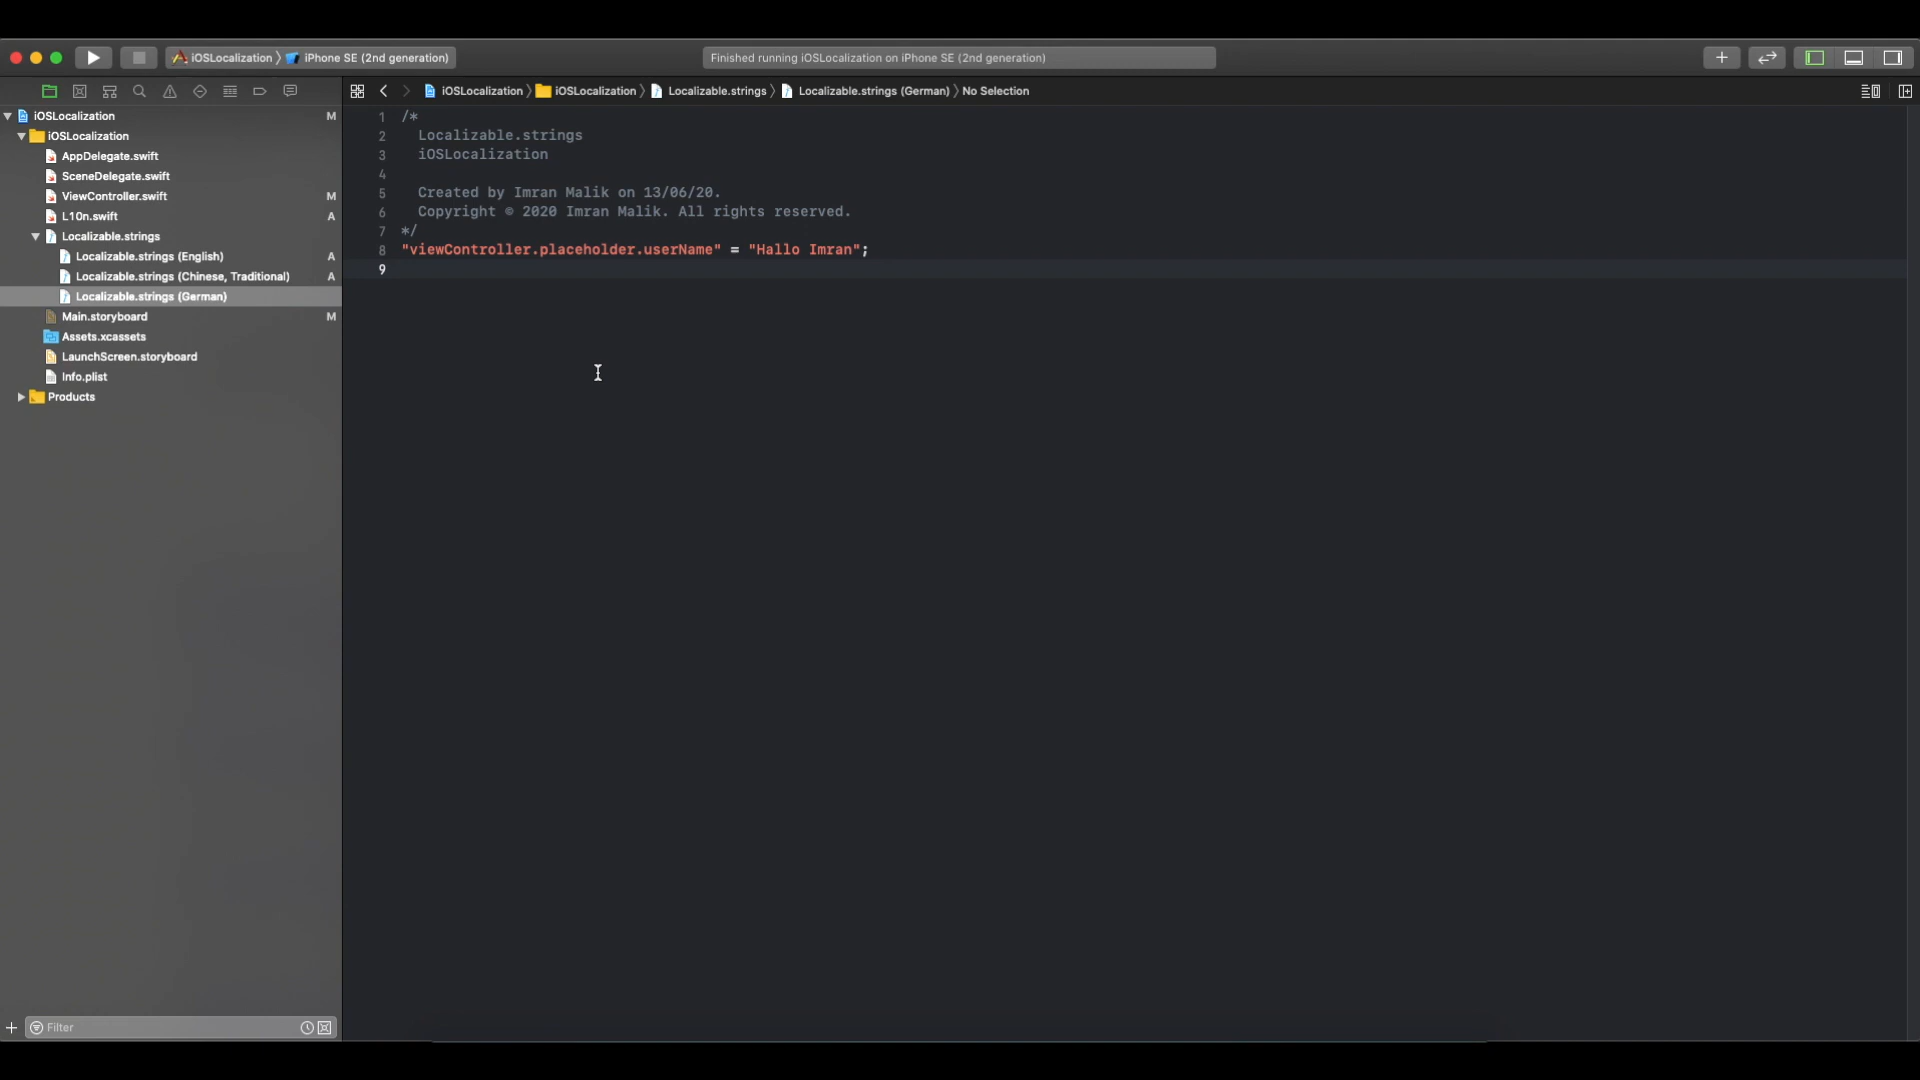 iOSLocalization 〉 iPhone SE (2nd generation)
Finished running iOSLocalization on iPhone SE (2nd generation)
iOSLocalization 〉 iOSLocalization 〉 Localizable.strings 〉 Localizable.strings (German) 〉 No Selection
iOSLocalization M
iOSLocalization
AppDelegate.swift
SceneDelegate.swift
ViewController.swift M
L10n.swift A
Localizable.strings
Localizable.strings (English) A
Localizable.strings (Chinese, Traditional) A
Localizable.strings (German)
Main.storyboard M
Assets.xcassets
LaunchScreen.storyboard
Info.plist
Products
Filter
1 /*
2 Localizable.strings
3 iOSLocalization
4
5 Created by Imran Malik on 13/06/20.
6 Copyright © 2020 Imran Malik. All rights reserved.
7 */
8 "viewController.placeholder.userName" = "Hallo Imran";
9